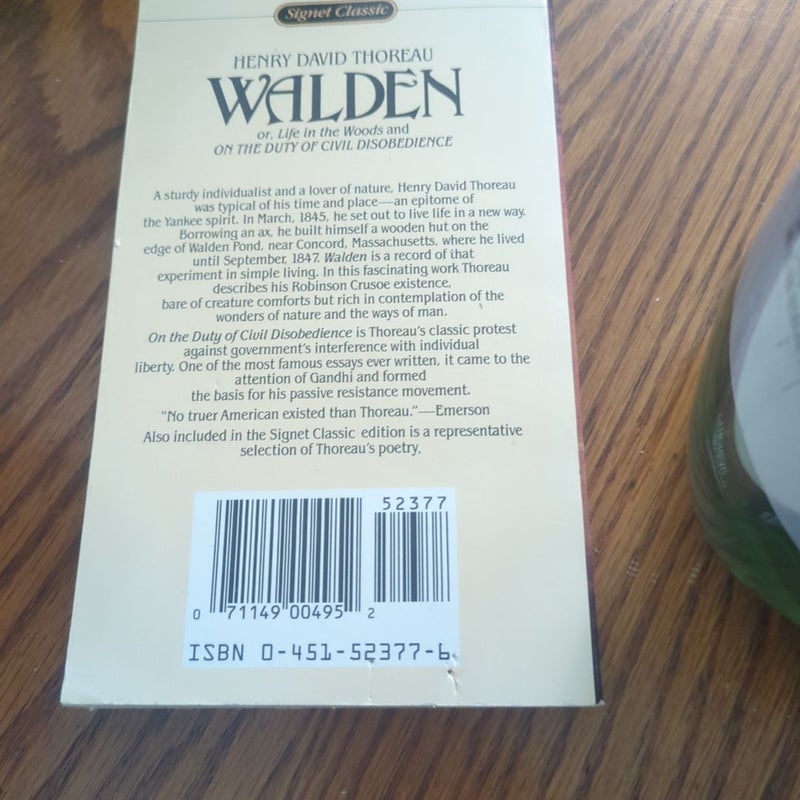 Signet Classic
HENRY DAVID THOREAU
WALDEN
or, Life in the Woods and
ON THE DUTY OF CIVIL DISOBEDIENCE
A sturdy individualist and a lover of nature, Henry David Thoreau
was typical of his time and place—an epitome of
the Yankee spirit. In March, 1845, he set out to live life in a new way.
Borrowing an ax, he built himself a wooden hut on the
edge of Walden Pond, near Concord, Massachusetts, where he lived
until September, 1847. Walden is a record of that
experiment in simple living. In this fascinating work Thoreau
describes his Robinson Crusoe existence,
bare of creature comforts but rich in contemplation of the
wonders of nature and the ways of man.
On the Duty of Civil Disobedience is Thoreau's classic protest
against government's interference with individual
liberty. One of the most famous essays ever written, it came to the
attention of Gandhi and formed
the basis for his passive resistance movement.
"No truer American existed than Thoreau."—Emerson
Also included in the Signet Classic edition is a representative
selection of Thoreau's poetry.
52377
0 71149 00495 2
ISBN 0-451-52377-6